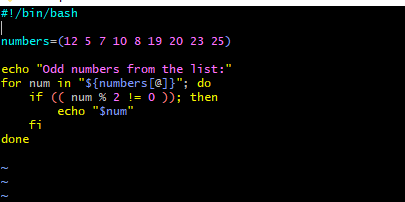 #!/bin/bash

numbers=(12 5 7 10 8 19 20 23 25)

echo "Odd numbers from the list:"
for num in "${numbers[@]}"; do
    if (( num % 2 != 0 )); then
        echo "$num"
    fi
done

~
~
~